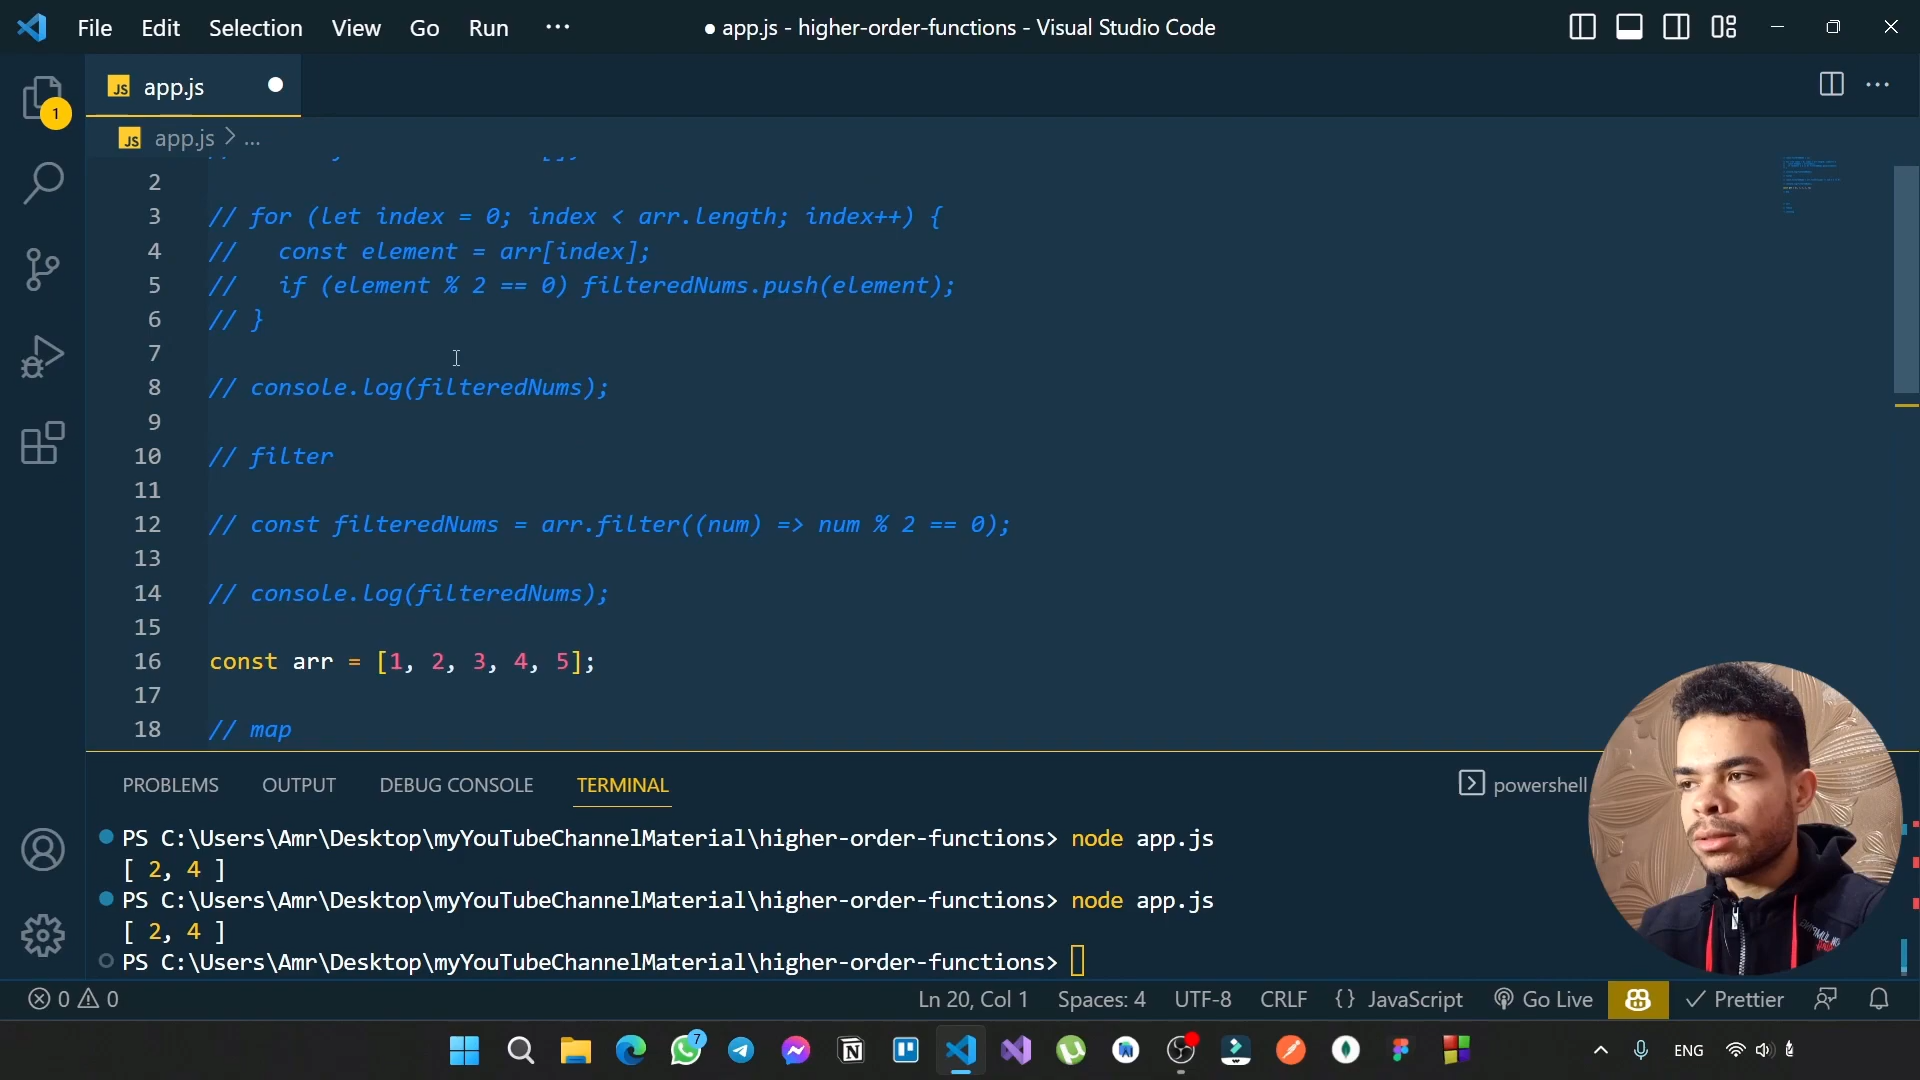 File Edit Selection View Go Run ···
● app.js - higher-order-functions - Visual Studio Code
JS app.js
1
JS app.js > ...
2
3 // for (let index = 0; index < arr.length; index++) {
4 //   const element = arr[index];
5 //   if (element % 2 == 0) filteredNums.push(element);
6 // }
7
8 // console.log(filteredNums);
9
10 // filter
11
12 // const filteredNums = arr.filter((num) => num % 2 == 0);
13
14 // console.log(filteredNums);
15
16 const arr = [1, 2, 3, 4, 5];
17
18 // map
PROBLEMS OUTPUT DEBUG CONSOLE TERMINAL
powershell
PS C:\Users\Amr\Desktop\myYouTubeChannelMaterial\higher-order-functions> node app.js
[ 2, 4 ]
PS C:\Users\Amr\Desktop\myYouTubeChannelMaterial\higher-order-functions> node app.js
[ 2, 4 ]
PS C:\Users\Amr\Desktop\myYouTubeChannelMaterial\higher-order-functions>
0 0 Ln 20, Col 1 Spaces: 4 UTF-8 CRLF {} JavaScript Go Live Prettier
7
ENG